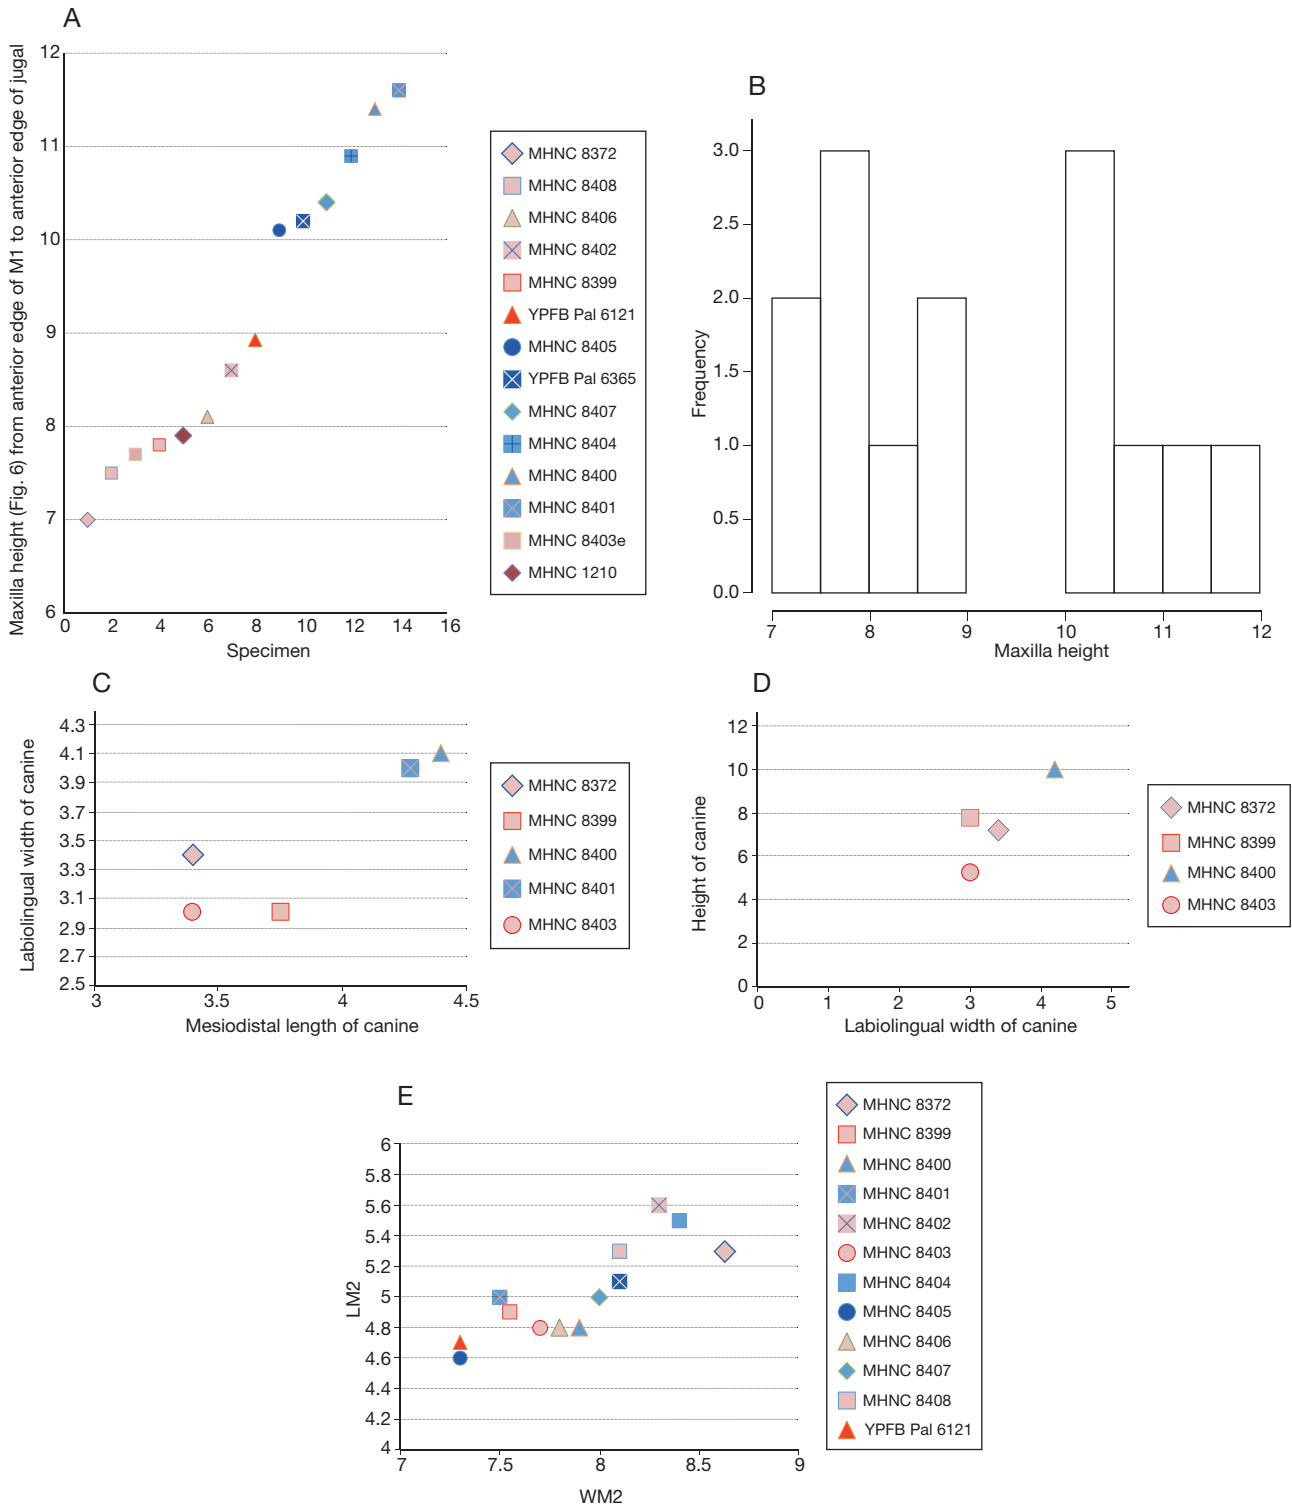 A
Maxilla height (Fig. 6) from anterior edge of M1 to anterior edge of jugal
12
11
10
9
8
7
6
0 2 4 6 8 10 12 14 16
Specimen
MHNC 8372
MHNC 8408
MHNC 8406
MHNC 8402
MHNC 8399
YPFB Pal 6121
MHNC 8405
YPFB Pal 6365
MHNC 8407
MHNC 8404
MHNC 8400
MHNC 8401
MHNC 8403e
MHNC 1210
B
Frequency
3.0
2.5
2.0
1.5
1.0
0.5
0.0
7 8 9 10 11 12
Maxilla height
C
Labiolingual width of canine
4.3
4.1
3.9
3.7
3.5
3.3
3.1
2.9
2.7
2.5
3 3.5 4 4.5
Mesiodistal length of canine
MHNC 8372
MHNC 8399
MHNC 8400
MHNC 8401
MHNC 8403
D
Height of canine
12
10
8
6
4
2
0
0 1 2 3 4 5
Labiolingual width of canine
MHNC 8372
MHNC 8399
MHNC 8400
MHNC 8403
E
LM2
6
5.8
5.6
5.4
5.2
5
4.8
4.6
4.4
4.2
4
7 7.5 8 8.5 9
WM2
MHNC 8372
MHNC 8399
MHNC 8400
MHNC 8401
MHNC 8402
MHNC 8403
MHNC 8404
MHNC 8405
MHNC 8406
MHNC 8407
MHNC 8408
YPFB Pal 6121